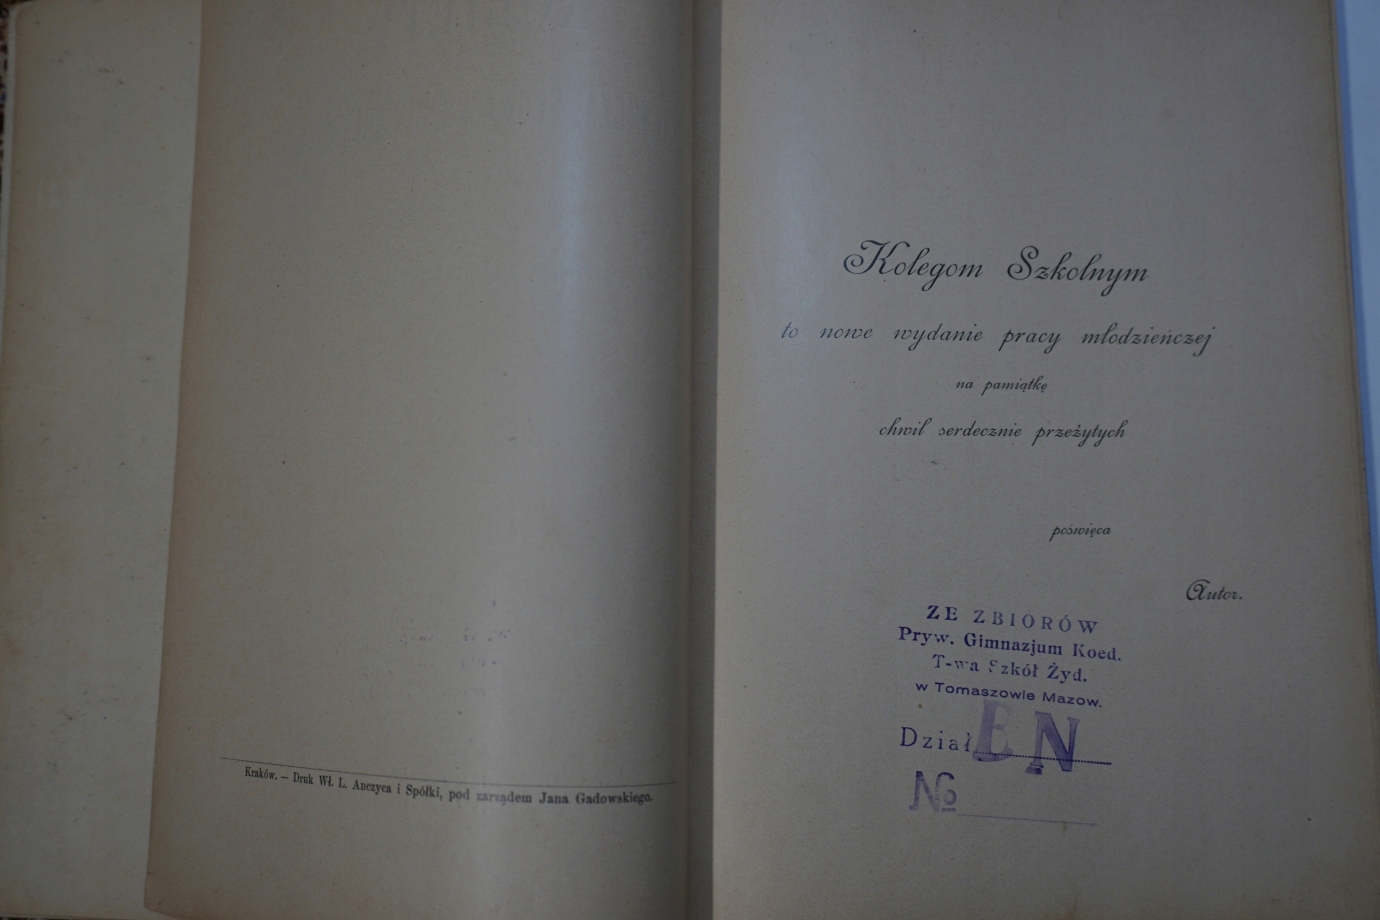 Kraków. — Druk Wł. L. Anczyca i Spółki, pod zarządem Jana Gadowskiego.
Kolegom Szkolnym
to nowe wydanie pracy młodzieńczej
na pamiątkę
chwil serdecznie przeżytych
poświęca
Autor.
ZE ZBIORÓW
Pryw. Gimnazjum Koed.
T-wa Szkół Żyd.
w Tomaszowie Mazow.
Dział BN
№